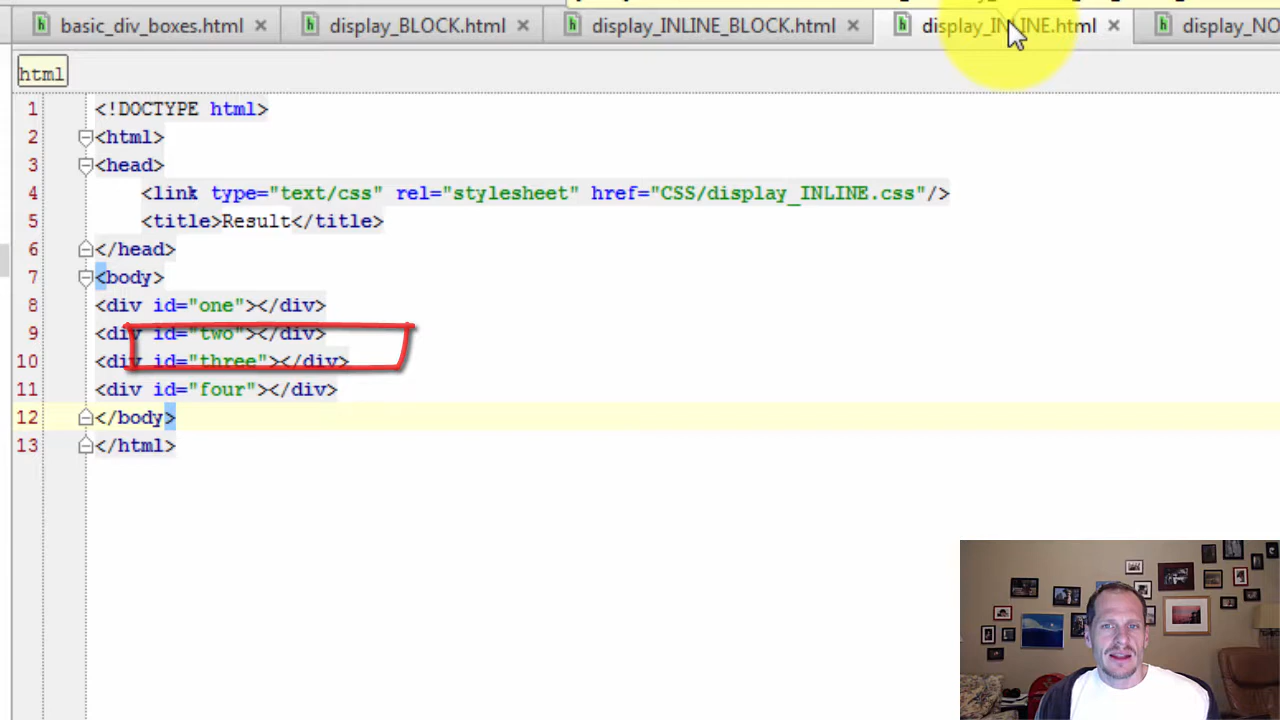 basic_div_boxes.html
display_BLOCK.html
display_INLINE_BLOCK.html
display_INLINE.html
display_NO
html
1 <!DOCTYPE html>
2 <html>
3 <head>
4 <link type="text/css" rel="stylesheet" href="CSS/display_INLINE.css"/>
5 <title>Result</title>
6 </head>
7 <body>
8 <div id="one"></div>
9 <div id="two"></div>
10 <div id="three"></div>
11 <div id="four"></div>
12 </body>
13 </html>